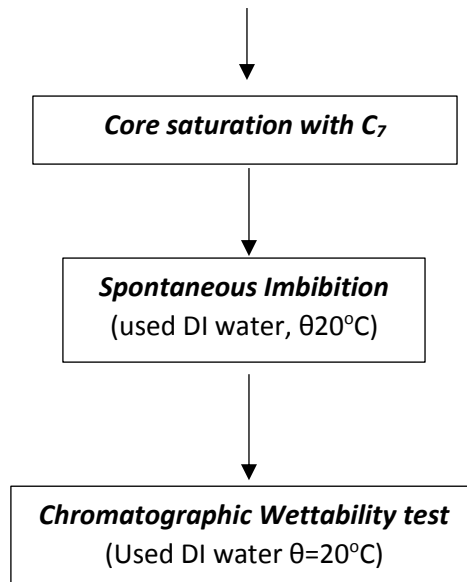 Core saturation with C₇
Spontaneous Imbibition
(used DI water, θ20°C)
Chromatographic Wettability test
(Used DI water θ=20°C)